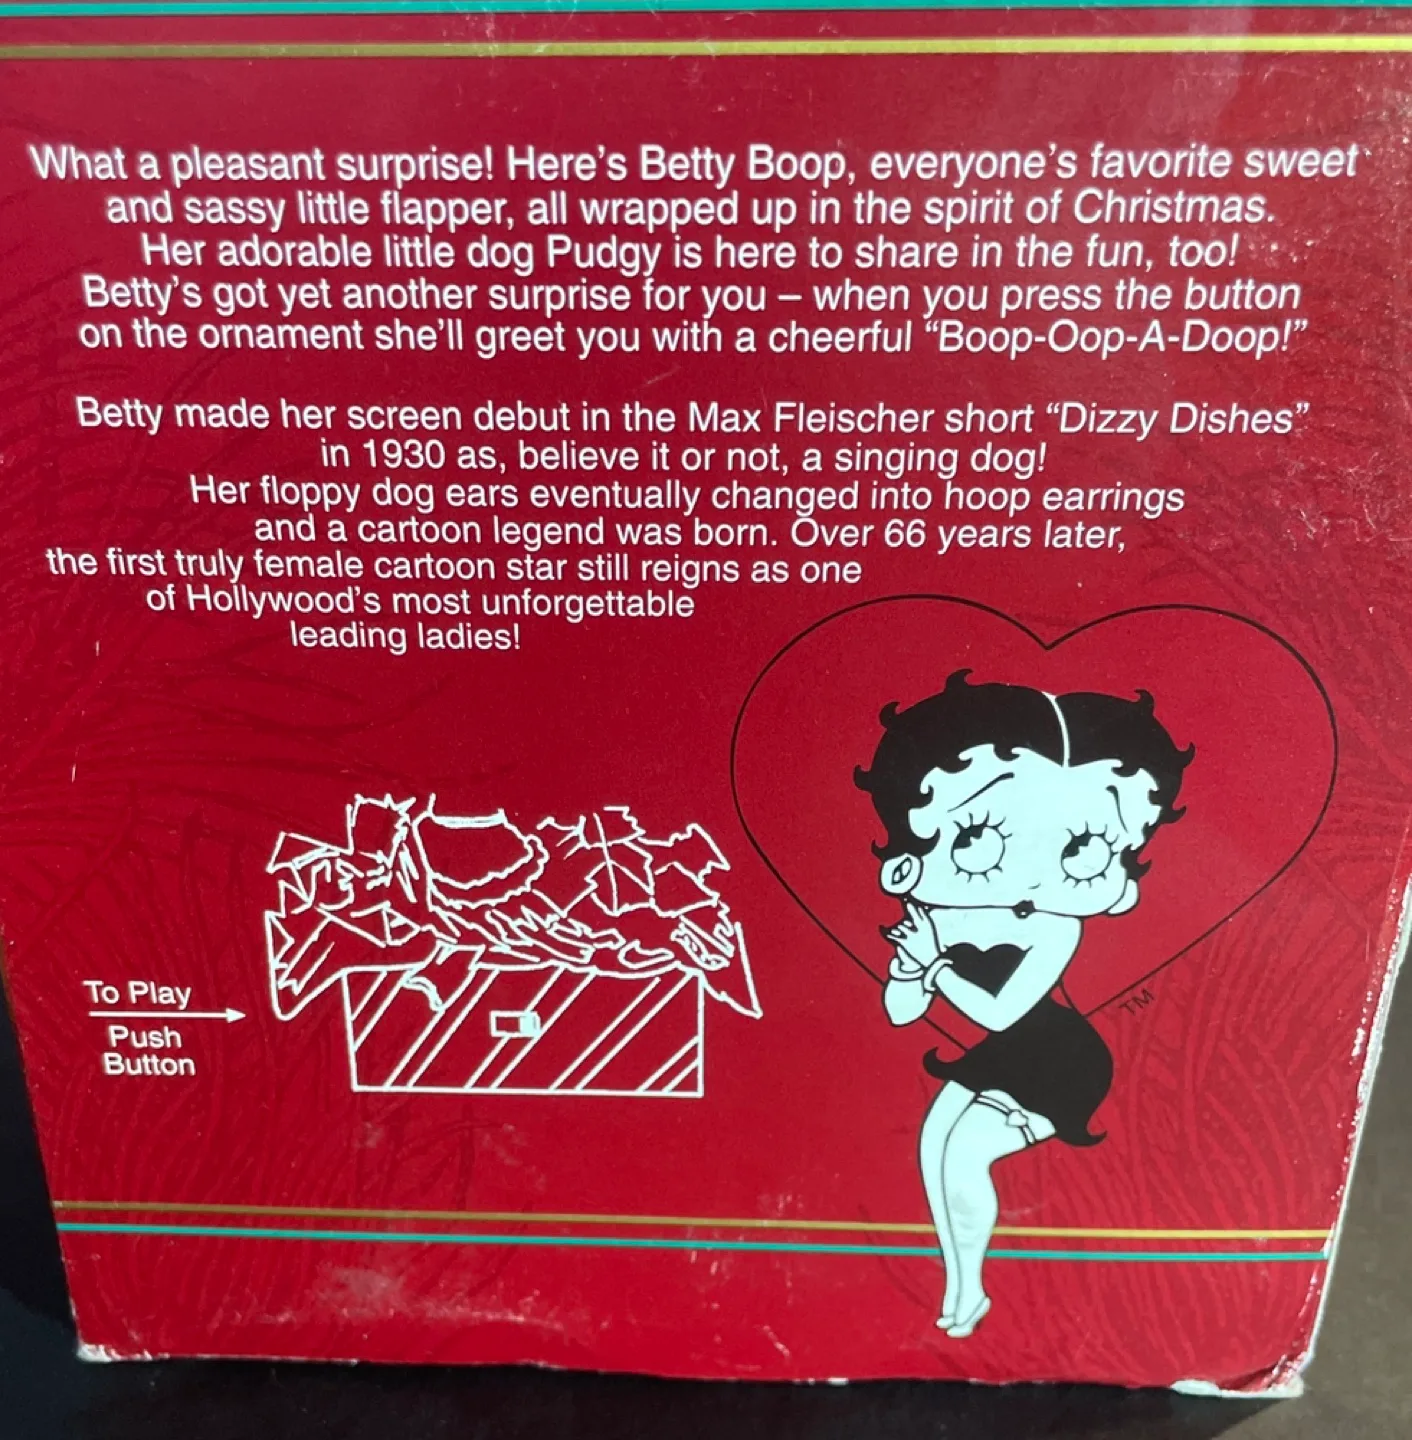 What a pleasant surprise! Here's Betty Boop, everyone's favorite sweet
and sassy little flapper, all wrapped up in the spirit of Christmas.
Her adorable little dog Pudgy is here to share in the fun, too!
Betty's got yet another surprise for you – when you press the button
on the ornament she'll greet you with a cheerful “Boop-Oop-A-Doop!”
Betty made her screen debut in the Max Fleischer short “Dizzy Dishes”
in 1930 as, believe it or not, a singing dog!
Her floppy dog ears eventually changed into hoop earrings
and a cartoon legend was born. Over 66 years later,
the first truly female cartoon star still reigns as one
of Hollywood's most unforgettable
leading ladies!
To Play
Push
Button
TM